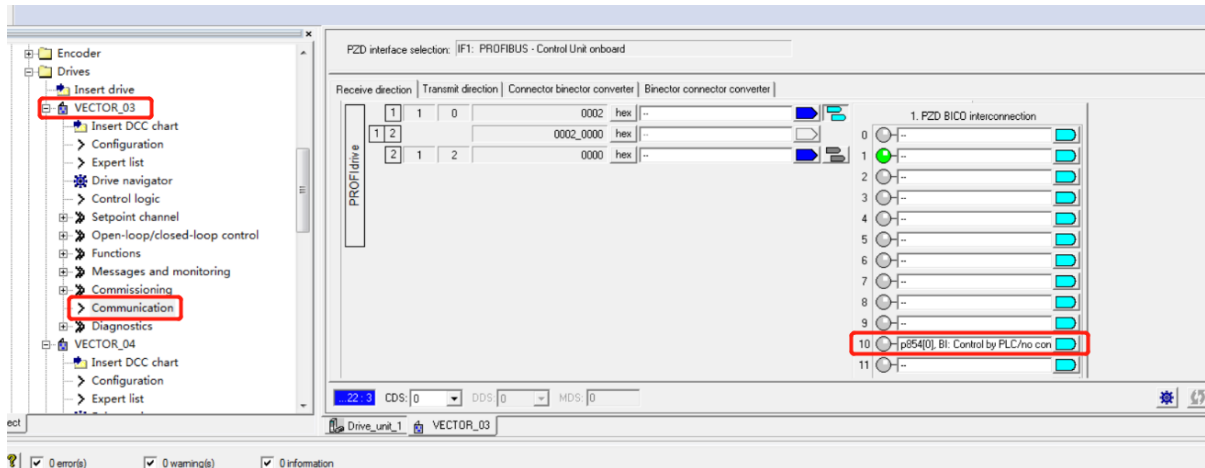 Encoder
Drives
Insert drive
VECTOR_03
Insert DCC chart
Configuration
Expert list
Drive navigator
Control logic
Setpoint channel
Open-loop/closed-loop control
Functions
Messages and monitoring
Commissioning
Communication
Diagnostics
VECTOR_04
Insert DCC chart
Configuration
Expert list
ect
PZD interface selection: IF1: PROFIBUS - Control Unit onboard
Receive direction Transmit direction Connector binector converter Binector connector converter
PROFIdrive
1 1 0 0002 hex --
1 2 0002_0000 hex --
2 1 2 0000 hex --
1. PZD BICO interconnection
0 --
1 --
2 --
3 --
4 --
5 --
6 --
7 --
8 --
9 --
10 p854[0], BI: Control by PLC/no con
11 --
...22 : 3 CDS: 0 DDS 0 MDS: 0
Drive_unit_1 VECTOR_03
0 error(s) 0 warning(s) 0 information